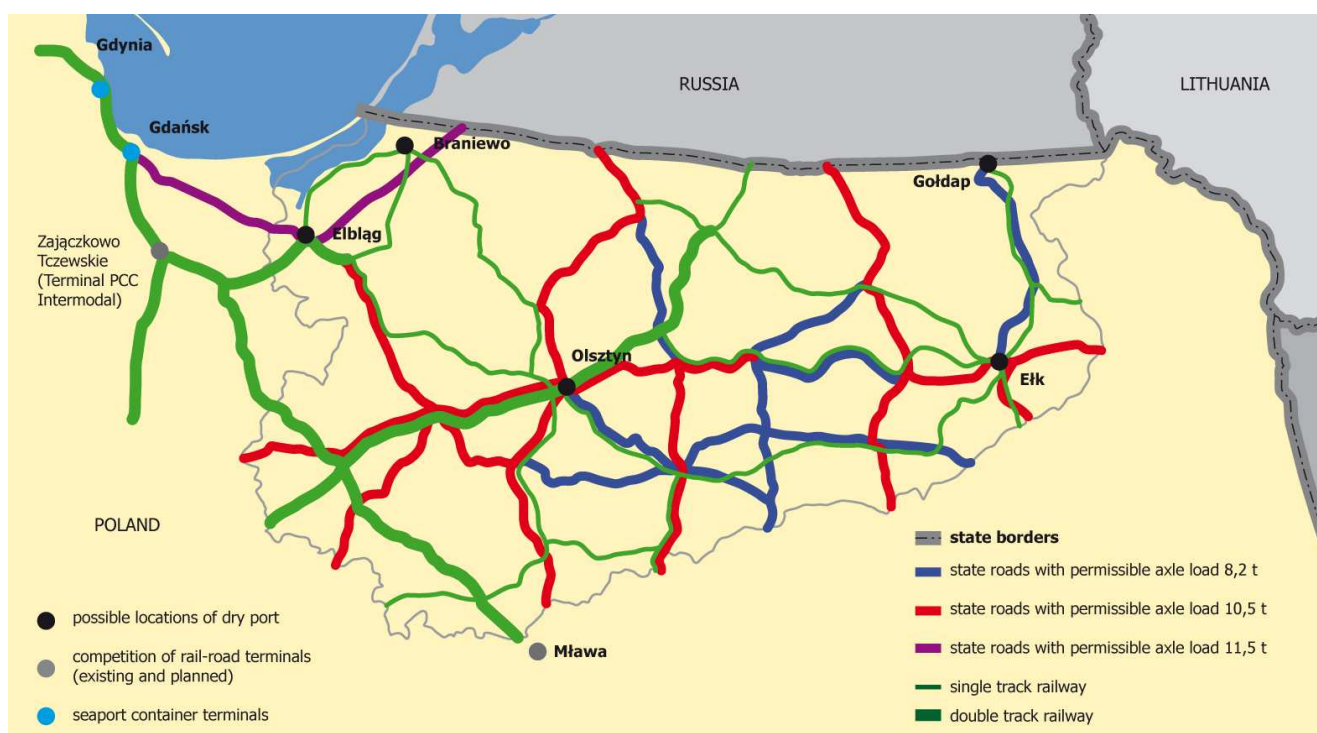 Gdynia
RUSSIA
LITHUANIA
Gdańsk
Braniewo
Gołdap
Elbląg
Zajączkowo
Tczewskie
(Terminal PCC
Intermodal)
Olsztyn
Ełk
POLAND
state borders
state roads with permissible axle load 8,2 t
state roads with permissible axle load 10,5 t
state roads with permissible axle load 11,5 t
single track railway
double track railway
possible locations of dry port
competition of rail-road terminals
(existing and planned)
seaport container terminals
Mława